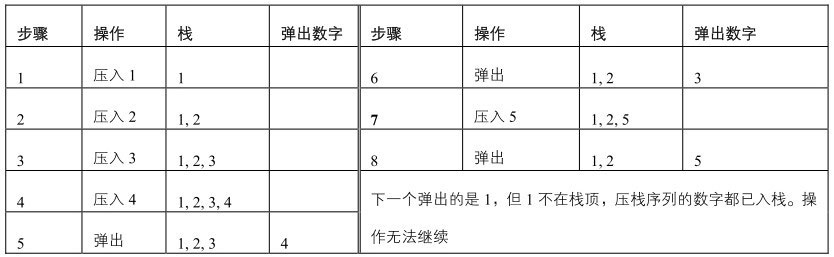 步骤 操作 栈 弹出数字 步骤 操作 栈 弹出数字
1 压入 1 1 6 弹出 1, 2 3
2 压入 2 1, 2 7 压入 5 1, 2, 5
3 压入 3 1, 2, 3 8 弹出 1, 2 5
4 压入 4 1, 2, 3, 4 下一个弹出的是 1，但 1 不在栈顶，压栈序列的数字都已入栈。操
5 弹出 1, 2, 3 4 作无法继续